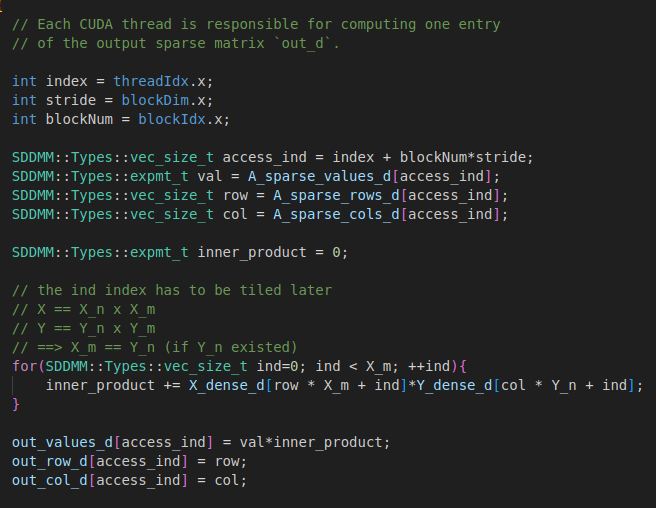 {
// Each CUDA thread is responsible for computing one entry
// of the output sparse matrix `out_d`.
int index = threadIdx.x;
int stride = blockDim.x;
int blockNum = blockIdx.x;
SDDMM::Types::vec_size_t access_ind = index + blockNum*stride;
SDDMM::Types::expmt_t val = A_sparse_values_d[access_ind];
SDDMM::Types::vec_size_t row = A_sparse_rows_d[access_ind];
SDDMM::Types::vec_size_t col = A_sparse_cols_d[access_ind];
SDDMM::Types::expmt_t inner_product = 0;
// the ind index has to be tiled later
// X == X_n x X_m
// Y == Y_n x Y_m
// ==> X_m == Y_n (if Y_n existed)
for(SDDMM::Types::vec_size_t ind=0; ind < X_m; ++ind){
inner_product += X_dense_d[row * X_m + ind]*Y_dense_d[col * Y_n + ind];
}
out_values_d[access_ind] = val*inner_product;
out_row_d[access_ind] = row;
out_col_d[access_ind] = col;